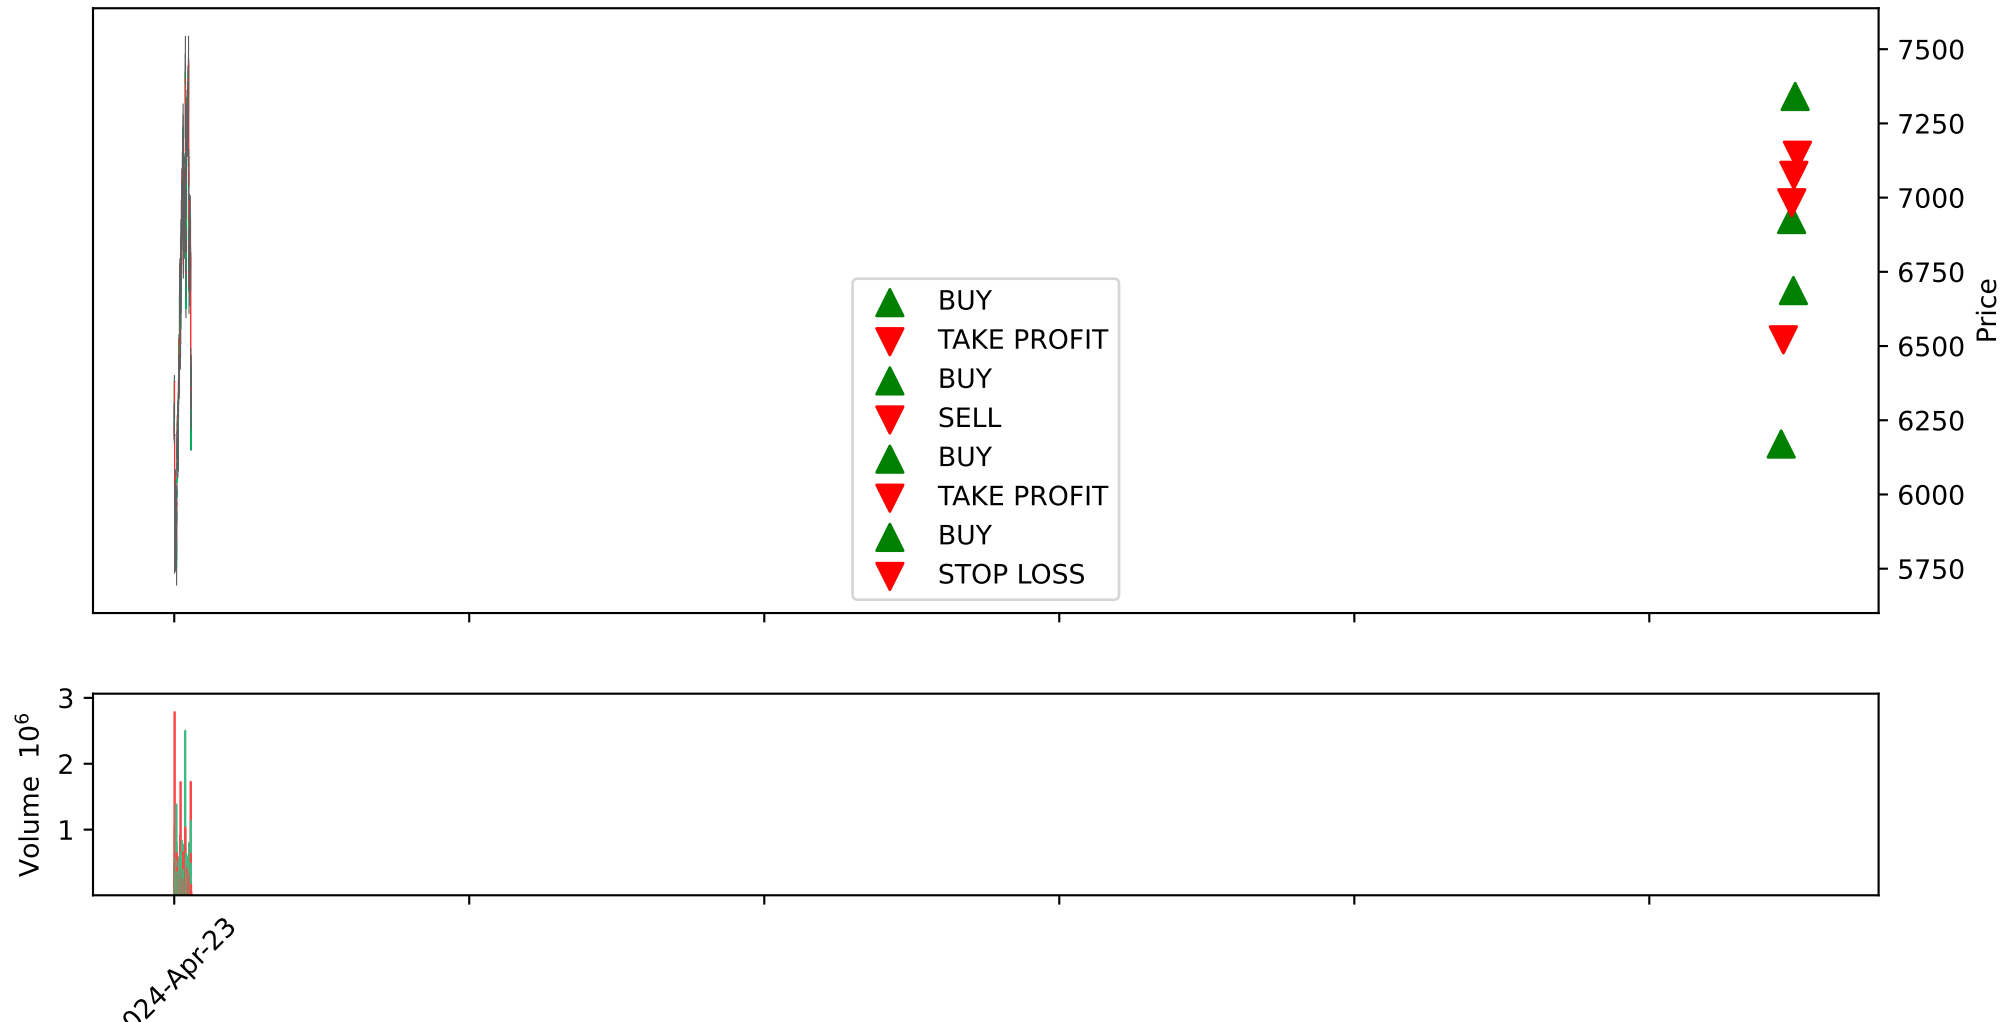 7500
7250
7000
6750
6500
6250
6000
5750
Price
BUY
TAKE PROFIT
BUY
SELL
BUY
TAKE PROFIT
BUY
STOP LOSS
3
2
1
Volume 10⁶
024-Apr-23